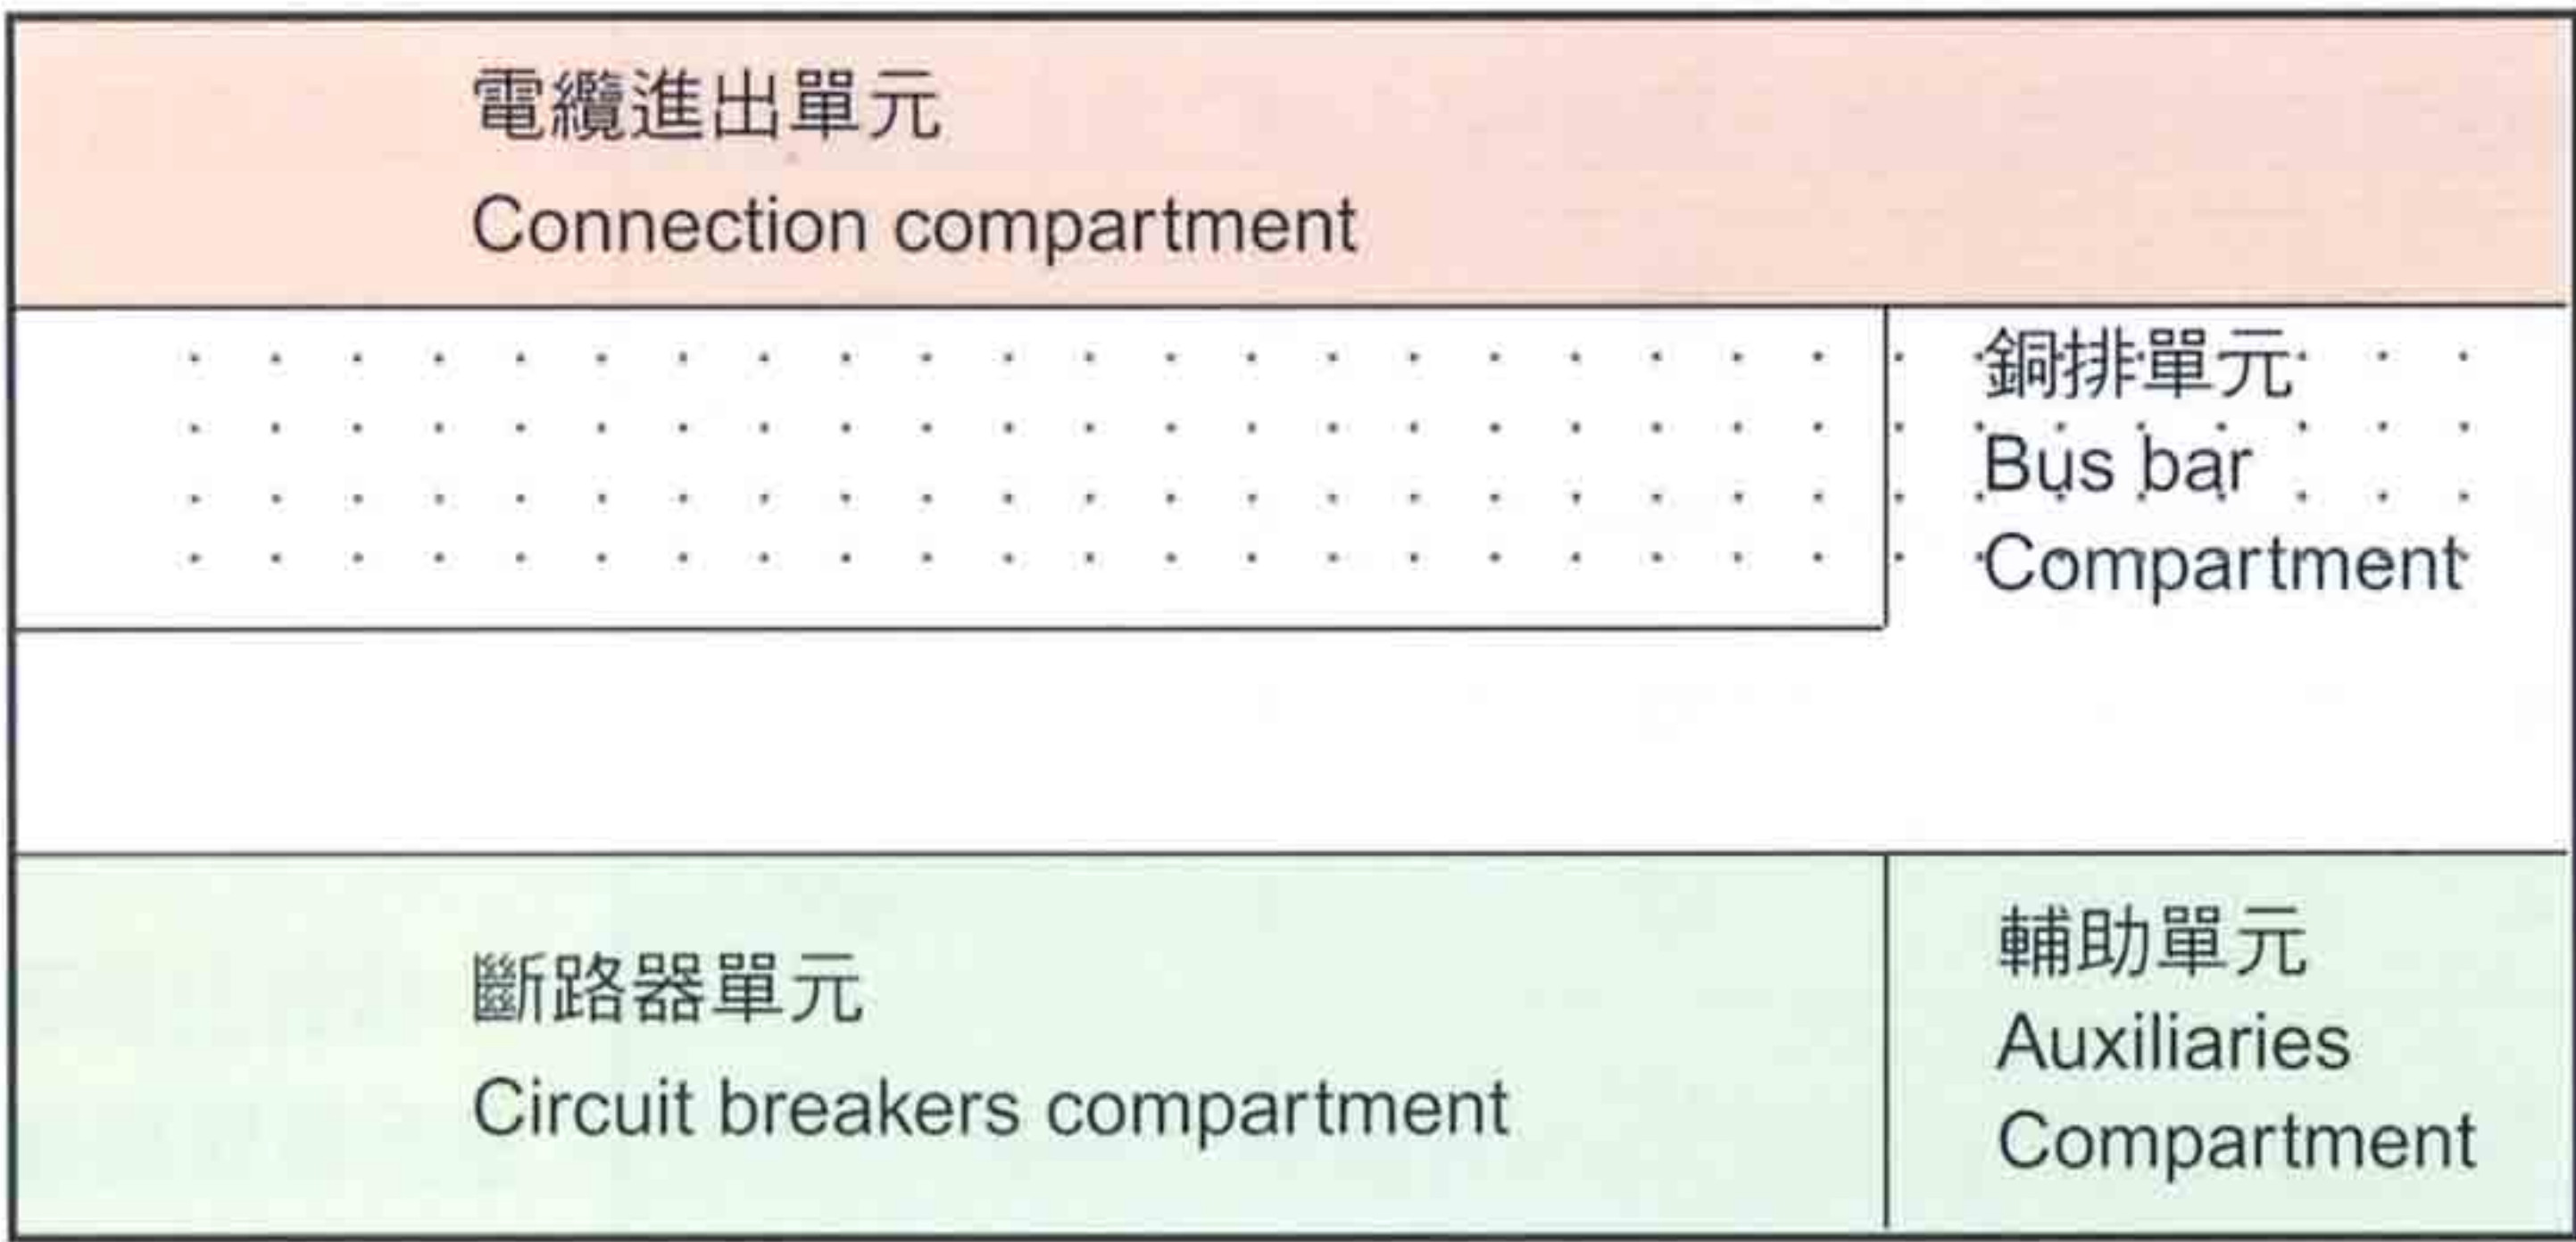 電纜進出單元
Connection compartment
銅排單元
Bus bar
Compartment
斷路器單元
Circuit breakers compartment
輔助單元
Auxiliaries
Compartment